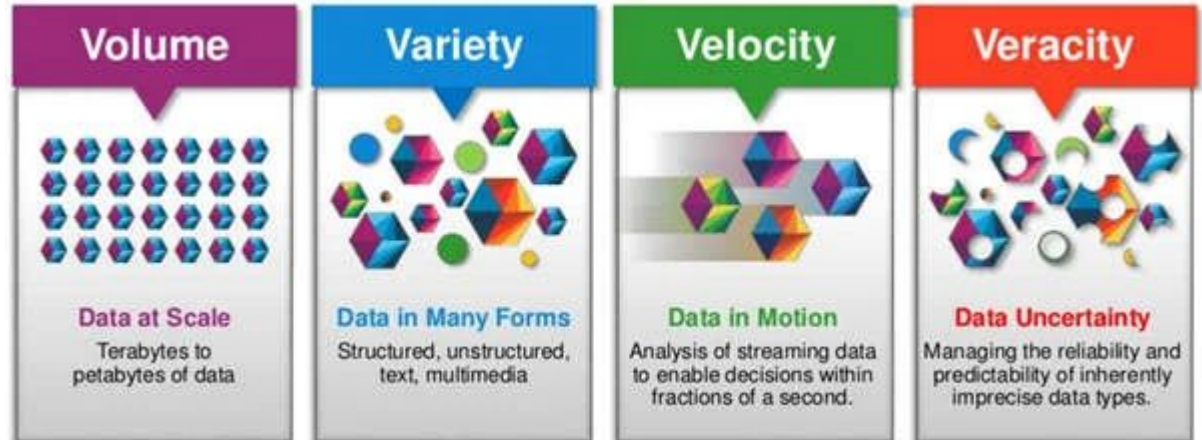 Volume
Data at Scale
Terabytes to
petabytes of data
Variety
Data in Many Forms
Structured, unstructured,
text, multimedia
Velocity
Data in Motion
Analysis of streaming data
to enable decisions within
fractions of a second.
Veracity
Data Uncertainty
Managing the reliability and
predictability of inherently
imprecise data types.